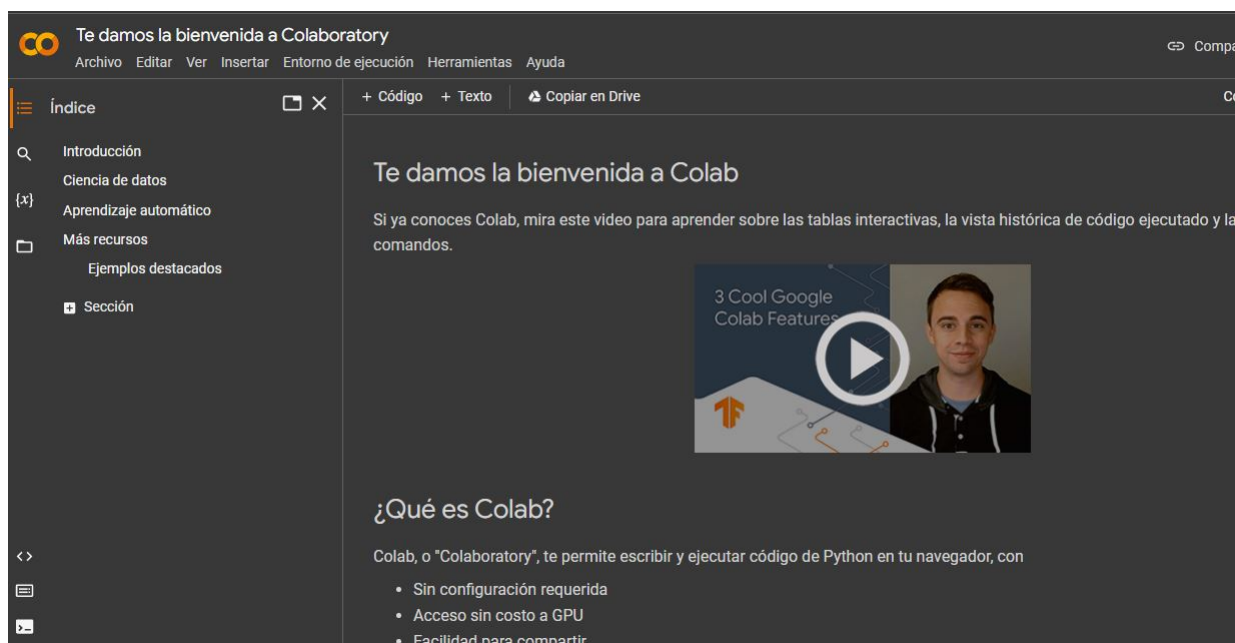 Te damos la bienvenida a Colaboratory
Archivo Editar Ver Insertar Entorno de ejecución Herramientas Ayuda
Índice
Introducción
Ciencia de datos
{x}
Aprendizaje automático
Más recursos
Ejemplos destacados
Sección
+ Código + Texto Copiar en Drive
Te damos la bienvenida a Colab
Si ya conoces Colab, mira este video para aprender sobre las tablas interactivas, la vista histórica de código ejecutado y la
comandos.
3 Cool Google
Colab Features
¿Qué es Colab?
Colab, o "Colaboratory", te permite escribir y ejecutar código de Python en tu navegador, con
• Sin configuración requerida
• Acceso sin costo a GPU
• Facilidad para compartir